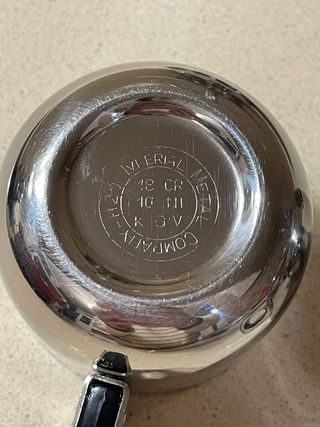 IMPERIAL METAL COMPANY
18 CR
10 NI
K S V